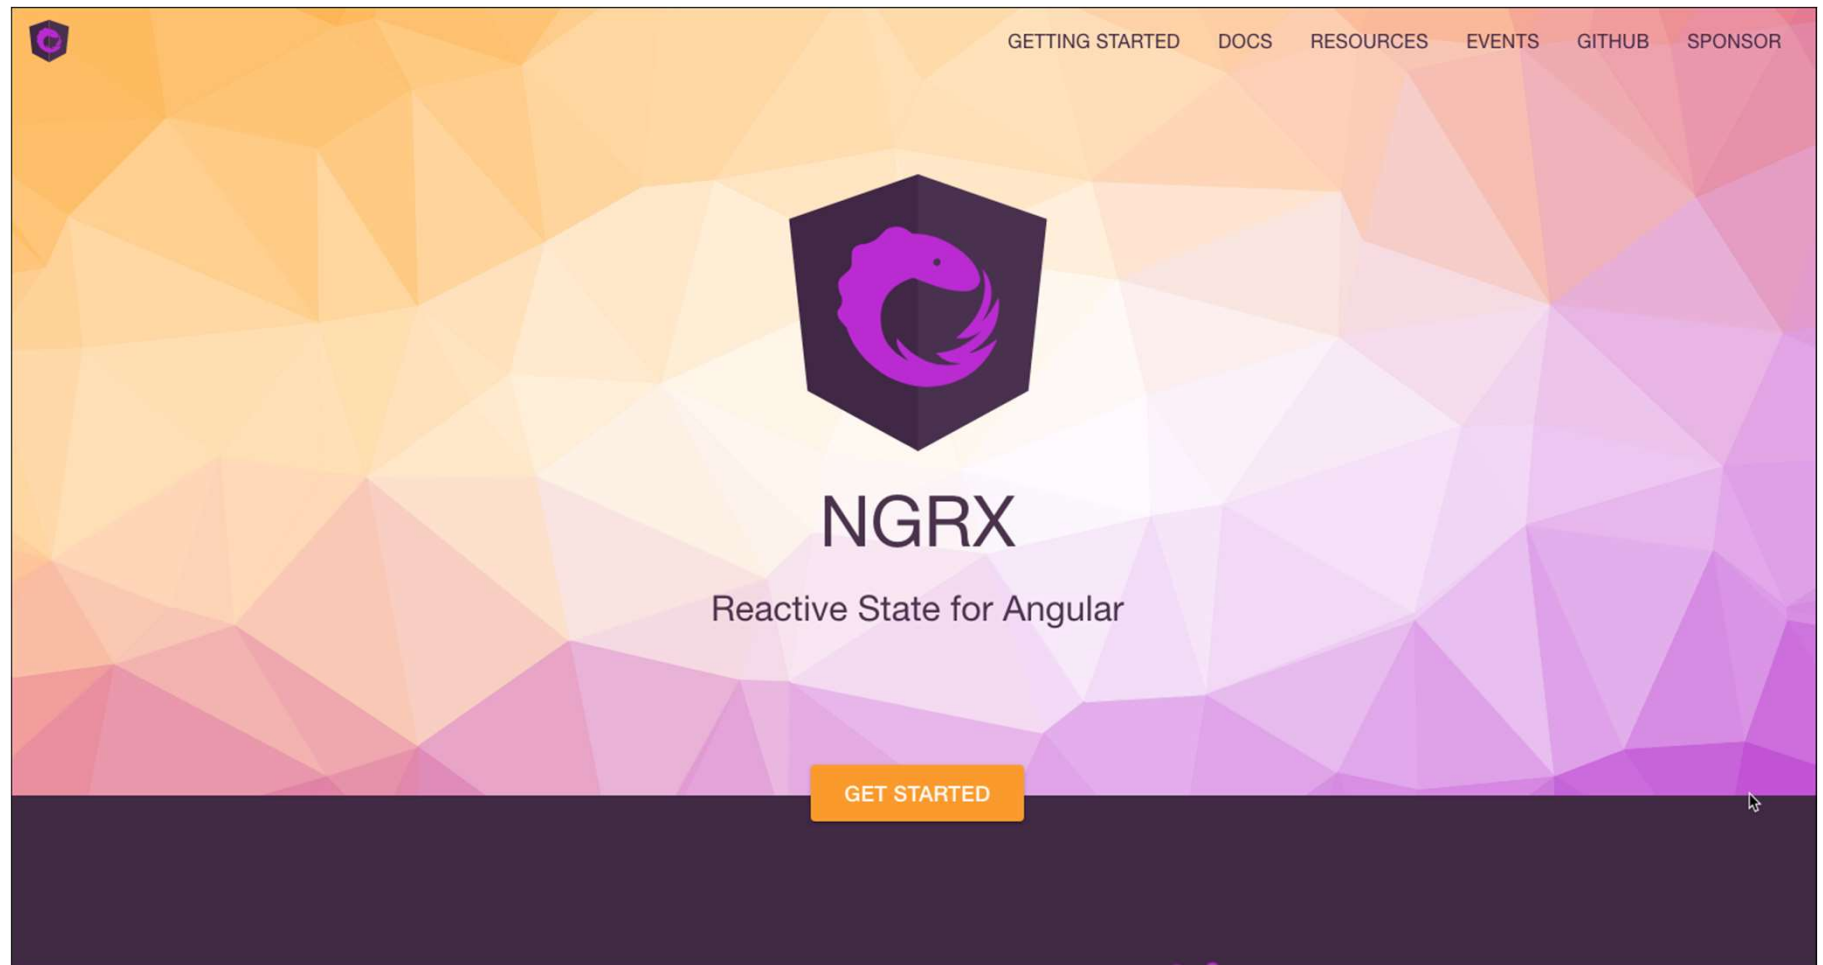 GETTING STARTED DOCS RESOURCES EVENTS GITHUB SPONSOR
NGRX
Reactive State for Angular
GET STARTED